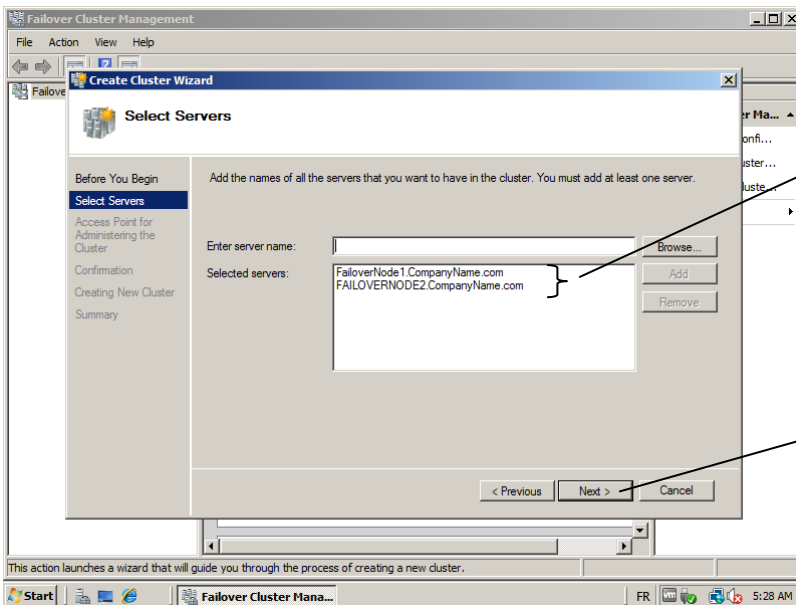 Failover Cluster Management
File Action View Help
Create Cluster Wizard
Failove
Select Servers
er Ma...
onfi...
uster...
luste...
Before You Begin
Select Servers
Access Point for
Administering the
Cluster
Confirmation
Creating New Cluster
Summary
Add the names of all the servers that you want to have in the cluster. You must add at least one server.
Enter server name:
Browse...
Selected servers:
FailoverNode1.CompanyName.com
FAILOVERNODE2.CompanyName.com
Add
Remove
< Previous
Next >
Cancel
This action launches a wizard that will guide you through the process of creating a new cluster.
Start
Failover Cluster Mana...
FR
5:28 AM